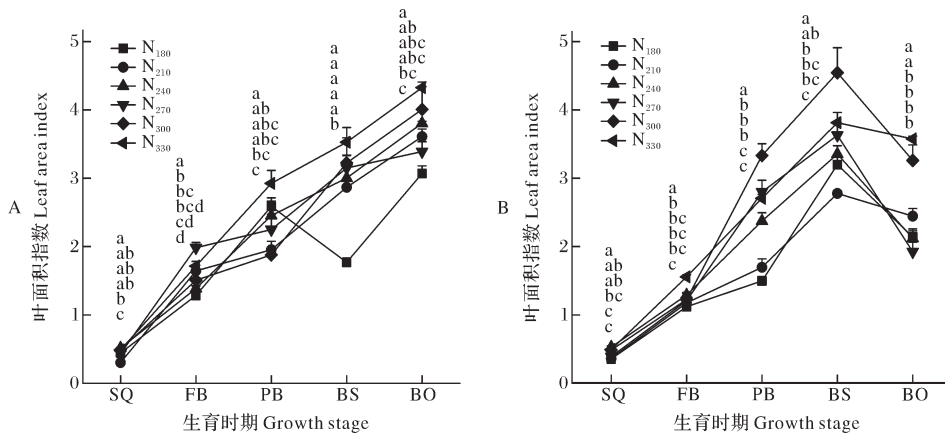 A
叶面积指数 Leaf area index
5
4
3
2
1
0
N180
N210
N240
N270
N300
N330
a
ab
ab
ab
b
c
a
b
bc
bcd
cd
d
a
ab
abc
abc
bc
c
a
a
a
a
a
b
a
ab
abc
abc
bc
c
SQ FB PB BS BO
生育时期 Growth stage
B
叶面积指数 Leaf area index
5
4
3
2
1
0
N180
N210
N240
N270
N300
N330
a
ab
ab
bc
c
c
a
b
bc
bc
bc
c
a
b
b
b
c
c
a
ab
b
bc
bc
c
a
a
b
b
b
b
SQ FB PB BS BO
生育时期 Growth stage